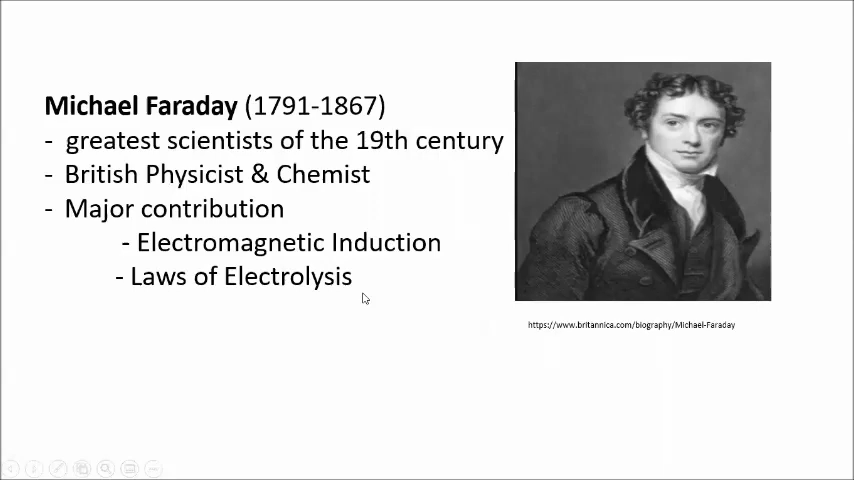 Michael Faraday (1791-1867)
- greatest scientists of the 19th century
- British Physicist & Chemist
- Major contribution
- Electromagnetic Induction
- Laws of Electrolysis
https://www.britannica.com/biography/Michael-Faraday